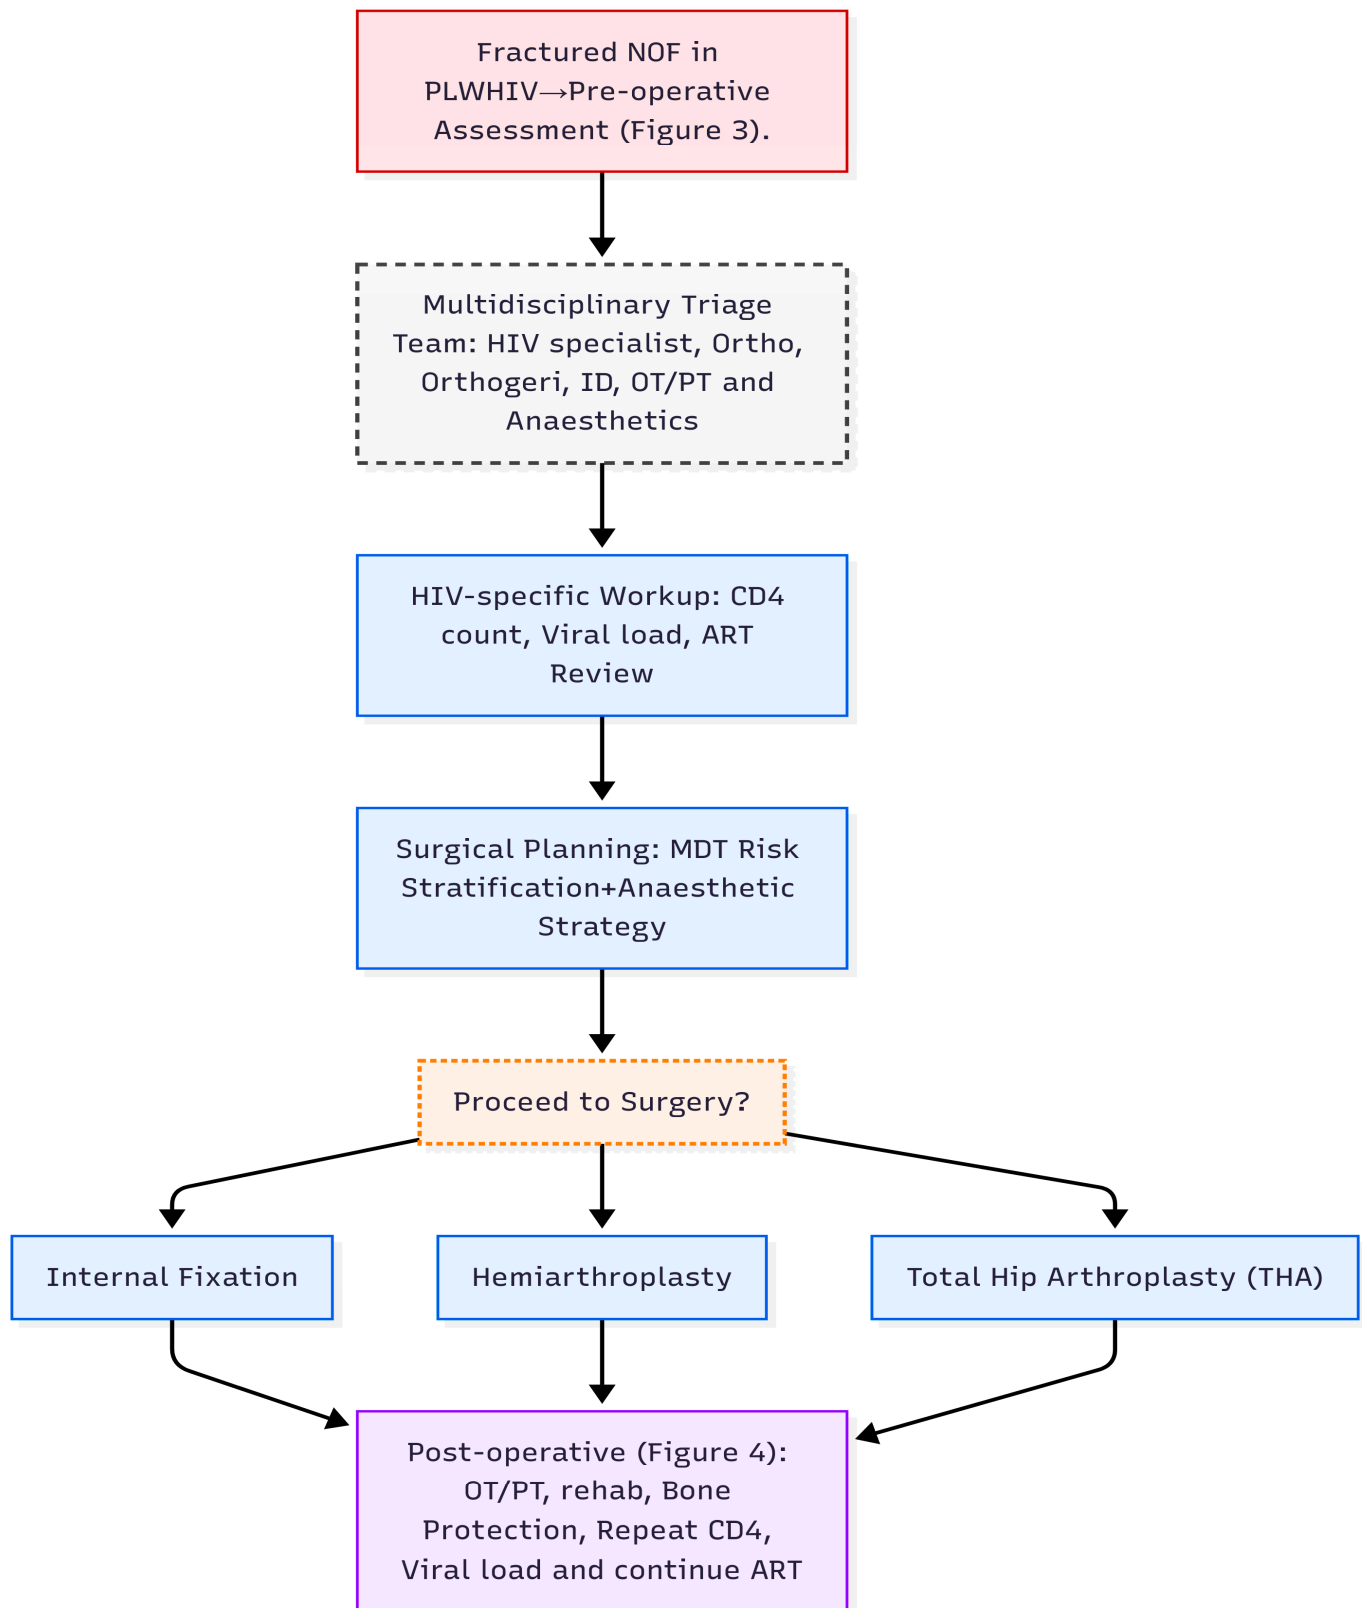 Fractured NOF in
PLWHIV→Pre-operative
Assessment (Figure 3).
Multidisciplinary Triage
Team: HIV specialist, Ortho,
Orthogeri, ID, OT/PT and
Anaesthetics
HIV-specific Workup: CD4
count, Viral load, ART
Review
Surgical Planning: MDT Risk
Stratification+Anaesthetic
Strategy
Proceed to Surgery?
Internal Fixation
Hemiarthroplasty
Total Hip Arthroplasty (THA)
Post-operative (Figure 4):
OT/PT, rehab, Bone
Protection, Repeat CD4,
Viral load and continue ART